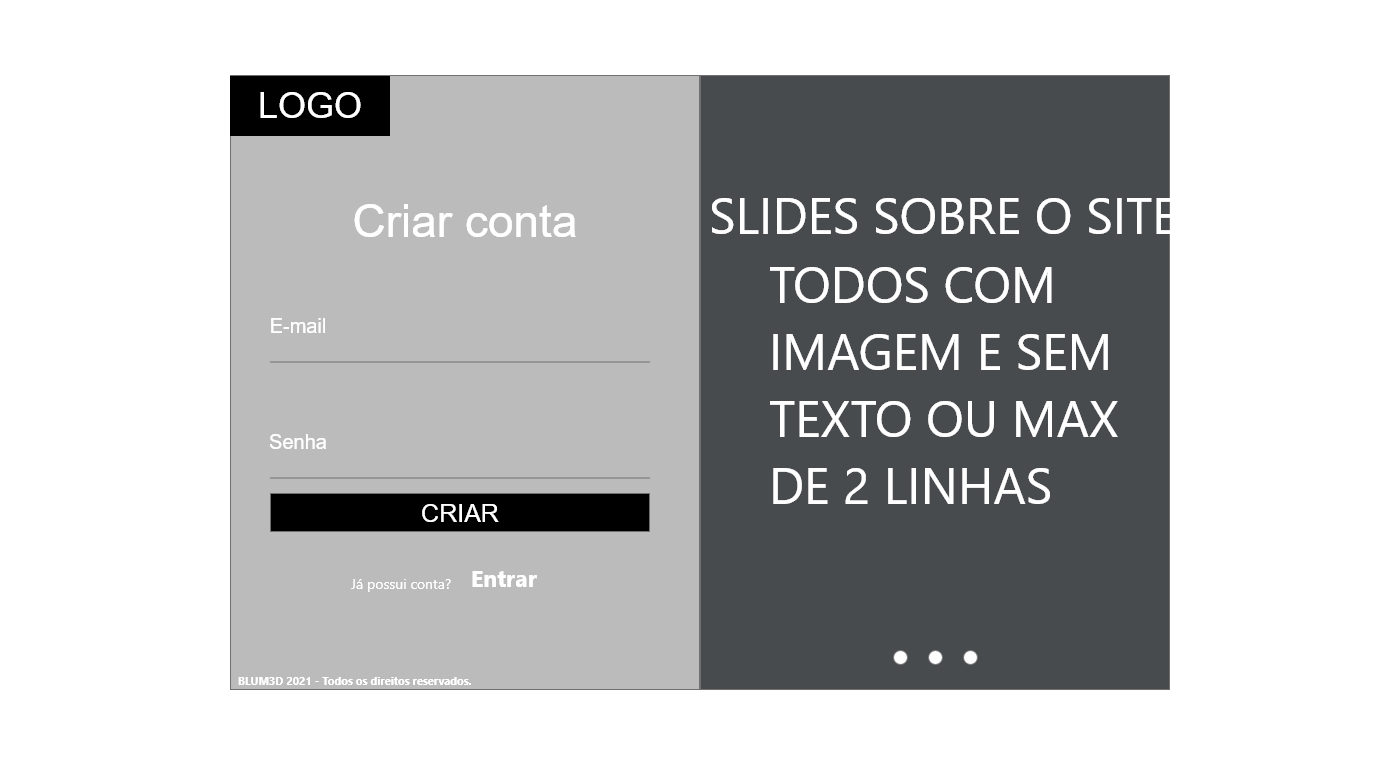 LOGO
Criar conta
E-mail
Senha
CRIAR
Já possui conta? Entrar
BLUM3D 2021 - Todos os direitos reservados.
SLIDES SOBRE O SITE
TODOS COM
IMAGEM E SEM
TEXTO OU MAX
DE 2 LINHAS